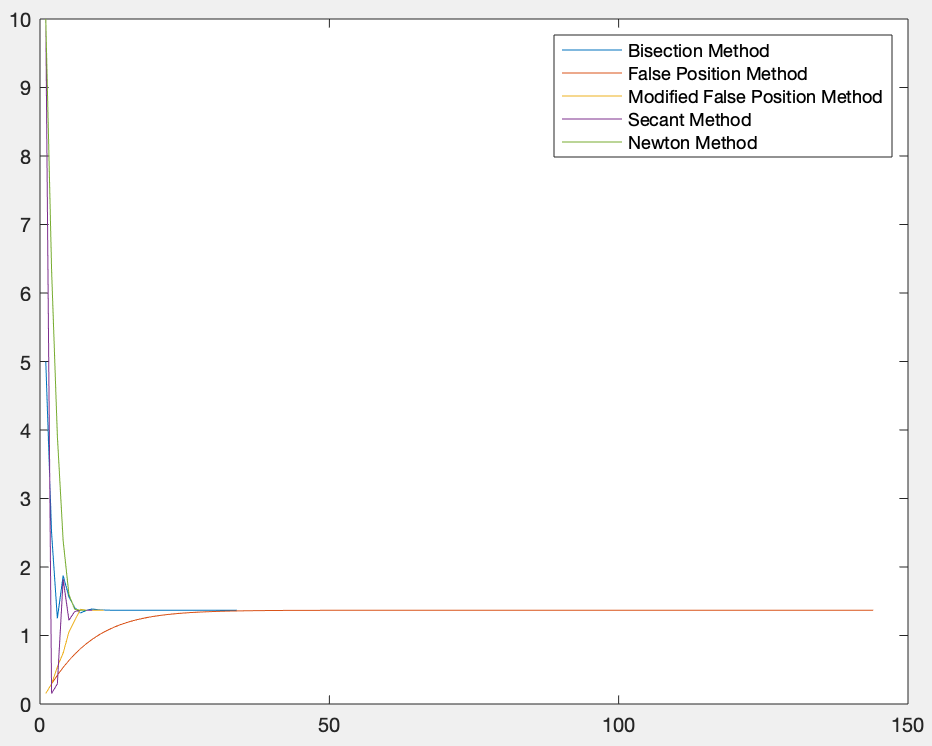 10
9
8
7
6
5
4
3
2
1
0
0 50 100 150
Bisection Method
False Position Method
Modified False Position Method
Secant Method
Newton Method